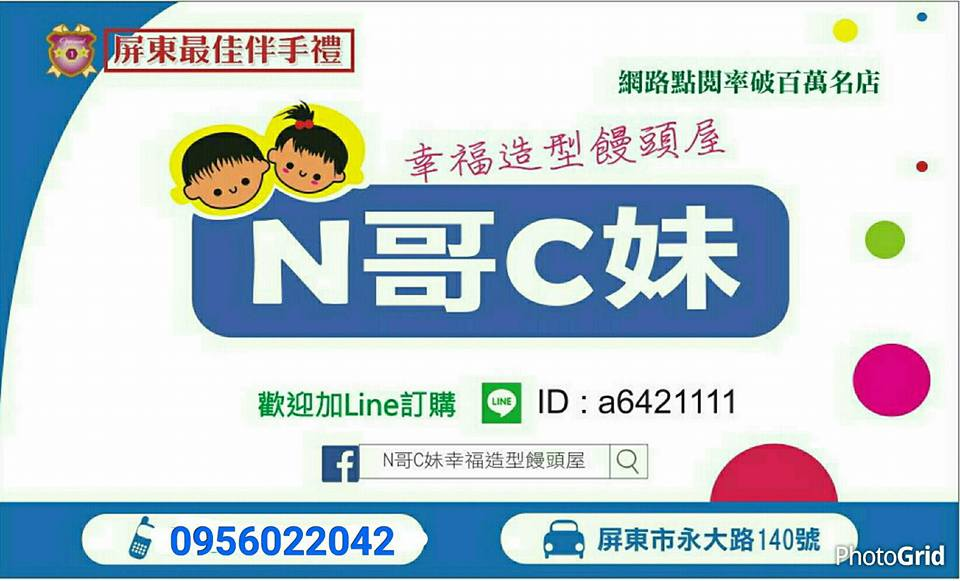 屏東最佳伴手禮
網路點閱率破百萬名店
幸福造型饅頭屋
N哥C妹
歡迎加Line訂購 LINE ID : a6421111
f N哥C妹幸福造型饅頭屋
0956022042
屏東市永大路140號
PhotoGrid